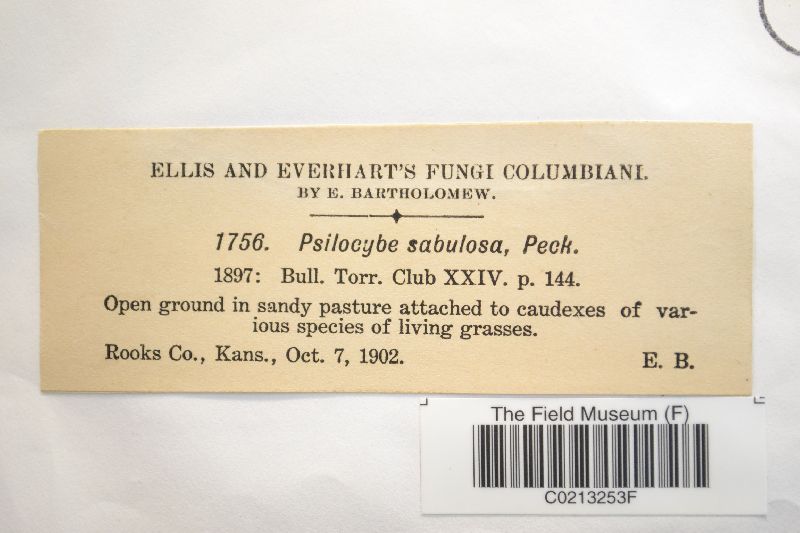 ELLIS AND EVERHART'S FUNGI COLUMBIANI.
BY E. BARTHOLOMEW.
1756. Psilocybe sabulosa, Peck.
1897: Bull. Torr. Club XXIV. p. 144.
Open ground in sandy pasture attached to caudexes of var-
ious species of living grasses.
Rooks Co., Kans., Oct. 7, 1902. E. B.
The Field Museum (F)
C0213253F